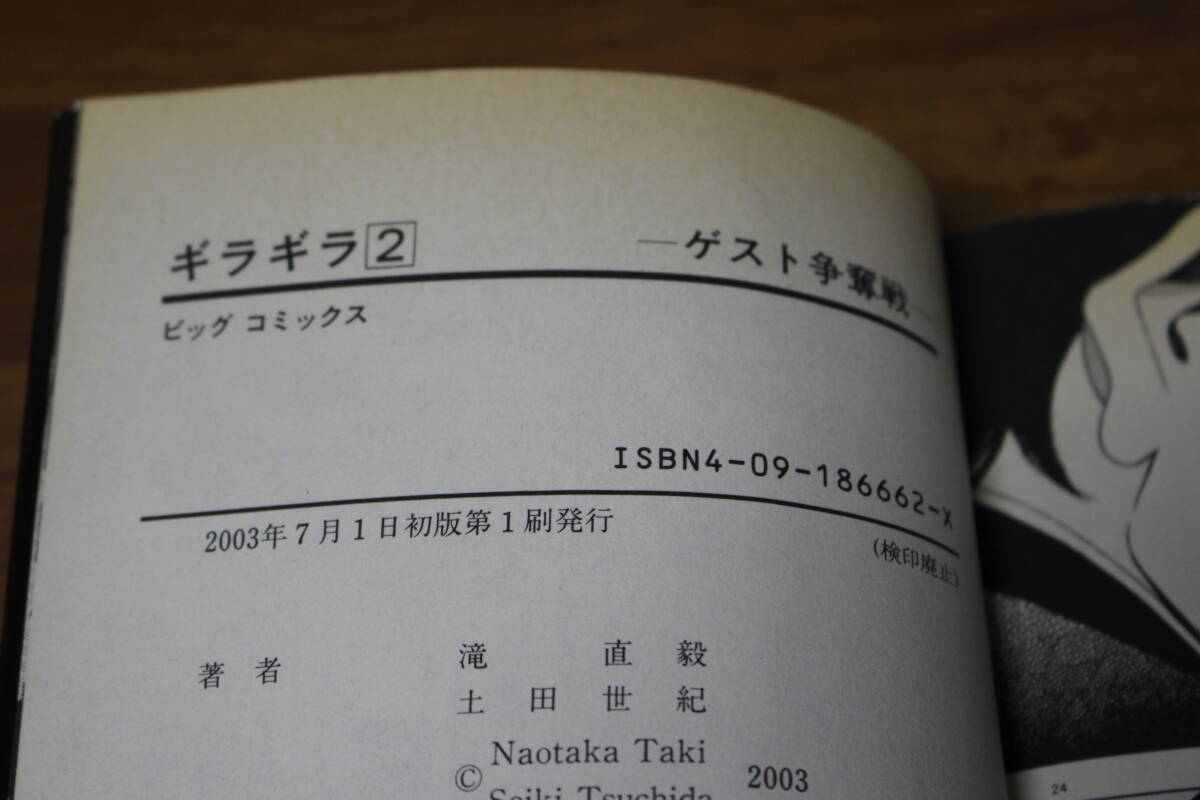 ギラギラ2 —ゲスト争奪戦—
ビッグ コミックス
ISBN4-09-186662-X
2003年7月1日初版第1刷発行
(検印廃止)
著者 滝 直毅
土田世紀
© Naotaka Taki 2003
Seiki Tsuchida
24